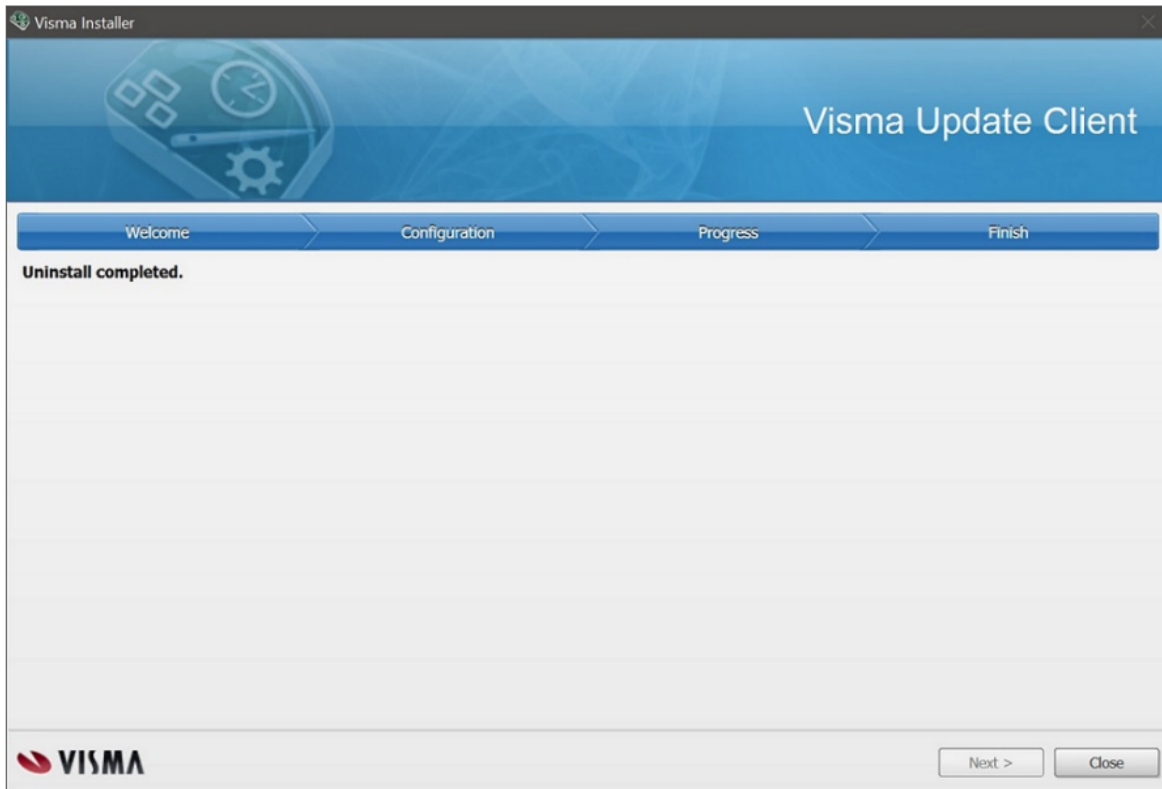 Visma Installer
Visma Update Client
Welcome
Configuration
Progress
Finish
Uninstall completed.
VISMA
Next >
Close